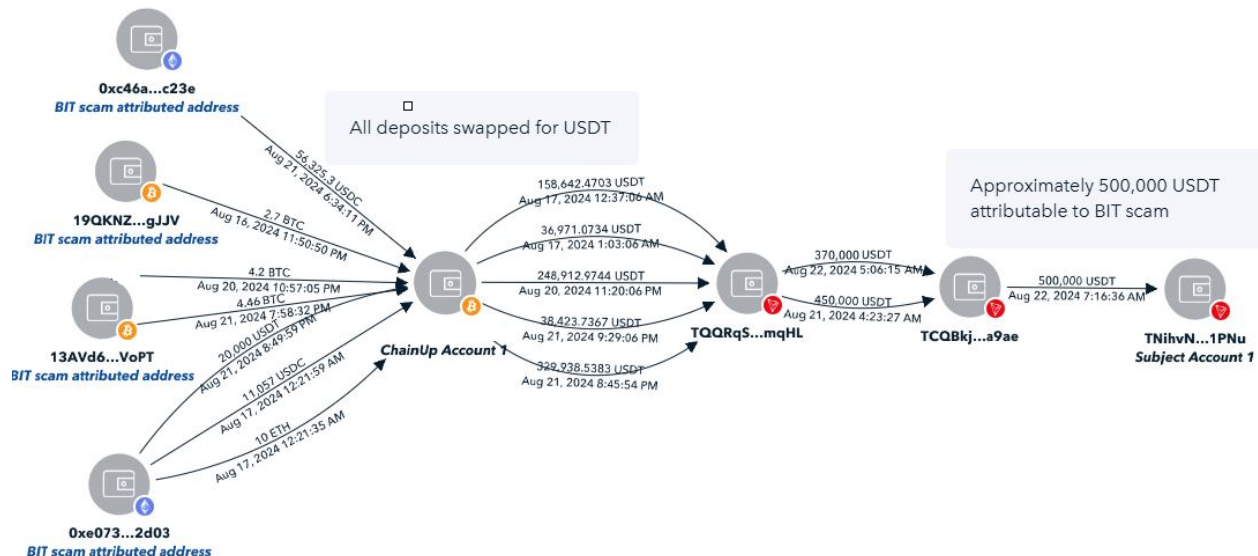 0xc46a...c23e
BIT scam attributed address
All deposits swapped for USDT
56,325.3 USDC
Aug 21, 2024 6:34:11 PM
19QKNZ...gJJV
BIT scam attributed address
2.7 BTC
Aug 16, 2024 11:50:50 PM
4.2 BTC
Aug 20, 2024 10:57:05 PM
4.46 BTC
Aug 21, 2024 7:58:32 PM
13AVd6...VoPT
BIT scam attributed address
20,000 USDT
Aug 21, 2024 8:49:59 PM
11,057 USDC
Aug 17, 2024 12:21:59 AM
10 ETH
Aug 17, 2024 12:21:35 AM
0xe073...2d03
BIT scam attributed address
ChainUp Account 1
158,642.4703 USDT
Aug 17, 2024 12:37:06 AM
36,971.0734 USDT
Aug 17, 2024 1:03:06 AM
248,912.9744 USDT
Aug 20, 2024 11:20:06 PM
38,423.7367 USDT
Aug 21, 2024 9:29:06 PM
329,938.5383 USDT
Aug 21, 2024 8:45:54 PM
TQQRqS...mqHL
370,000 USDT
Aug 22, 2024 5:06:15 AM
450,000 USDT
Aug 21, 2024 4:23:27 AM
TCQBkj...a9ae
Approximately 500,000 USDT
attributable to BIT scam
500,000 USDT
Aug 22, 2024 7:16:36 AM
TNihvN...1PNu
Subject Account 1